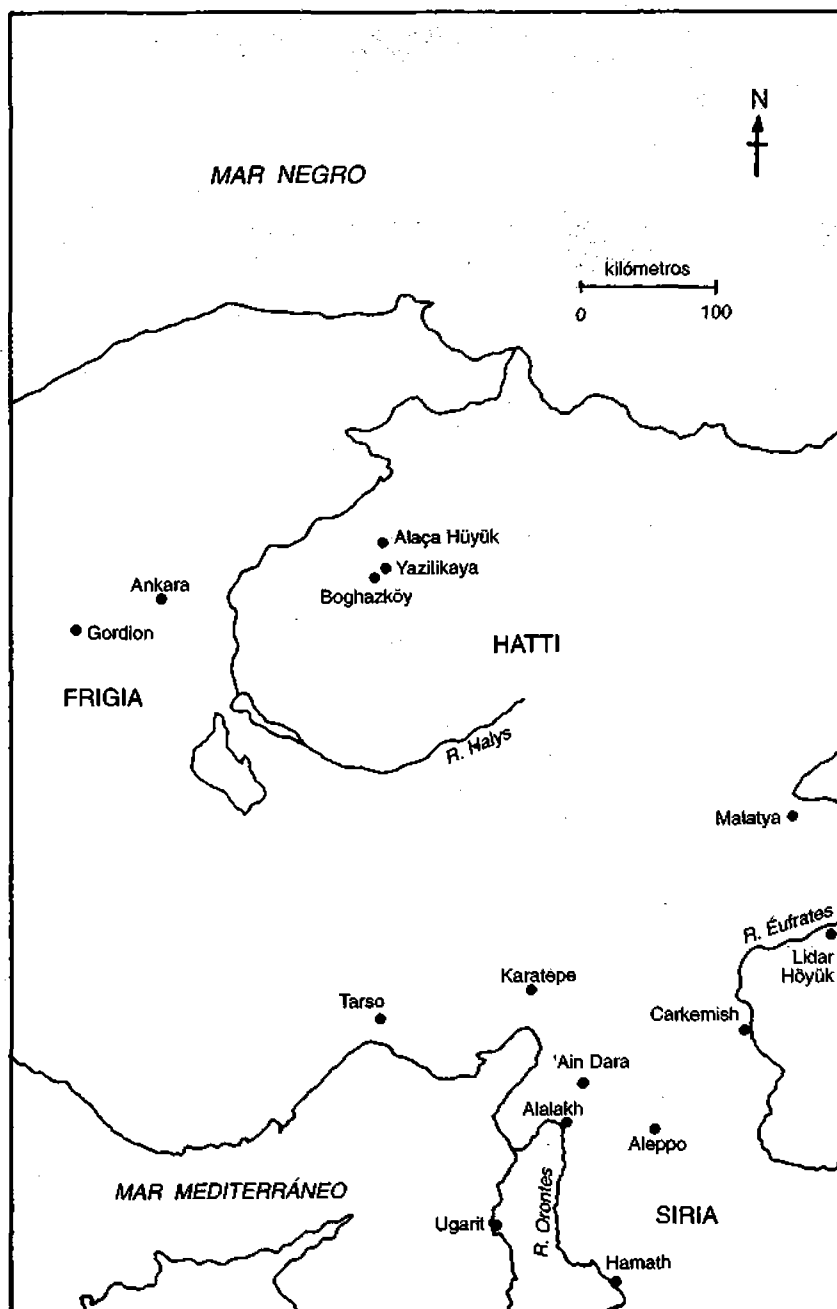 N
MAR NEGRO
kilómetros
0 100
Alaça Hüyük
Yazilikaya
Boghazköy
Ankara
Gordion
HATTI
FRIGIA
R. Halys
Malatya
R. Éufrates
Lidar
Höyük
Karatepe
Tarso
Carkemish
'Ain Dara
Alalakh
Aleppo
MAR MEDITERRÁNEO
R. Orontes
Ugarit
SIRIA
Hamath